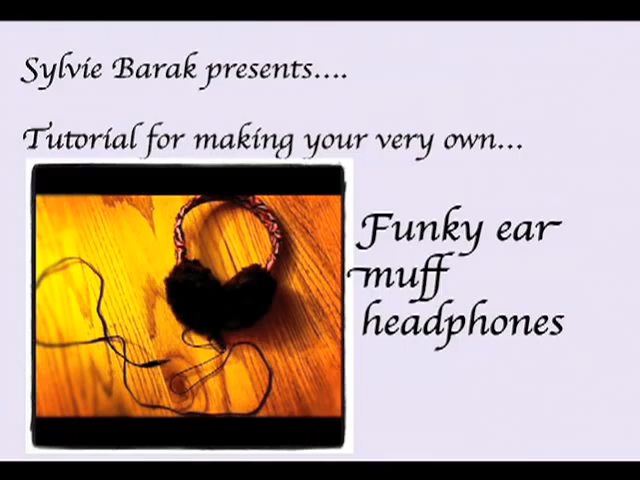 Sylvie Barak presents....
Tutorial for making your very own...
Funky ear
muff
headphones